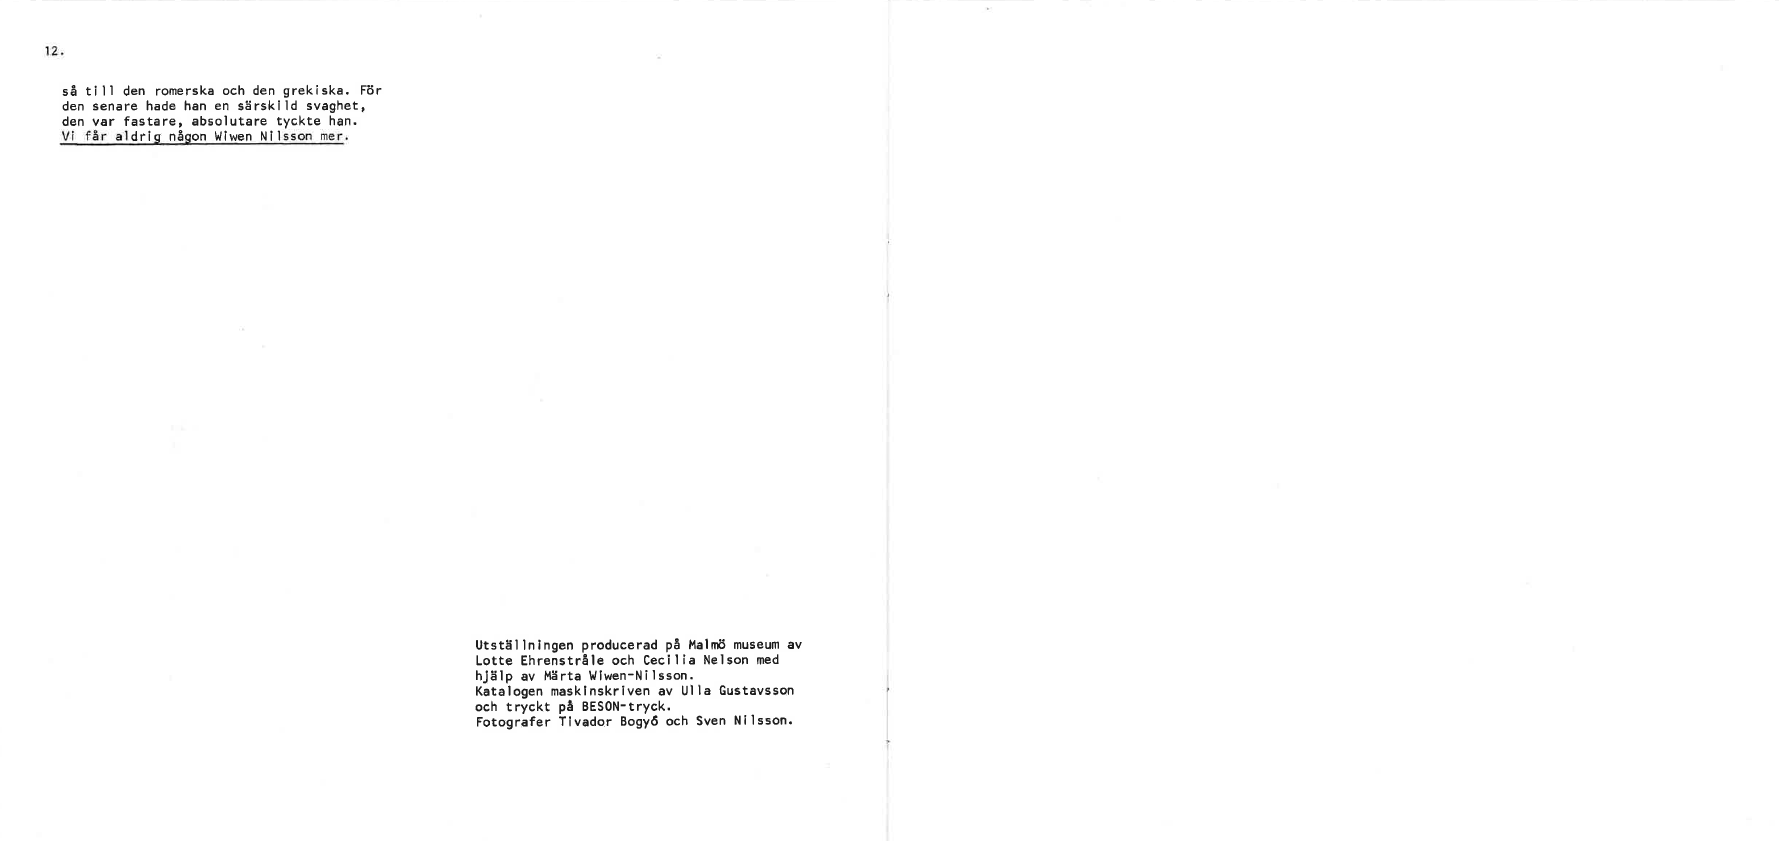 12.
så till den romerska och den grekiska. För
den senare hade han en särskild svaghet,
den var fastare, absolutare tyckte han.
Vi får aldrig någon Wiwen Nilsson mer.
Utställningen producerad på Malmö museum av
Lotte Ehrenstråle och Cecilia Nelson med
hjälp av Märta Wiwen-Nilsson.
Katalogen maskinskriven av Ulla Gustavsson
och tryckt på BESON-tryck.
Fotografer Tivador Bogyó och Sven Nilsson.